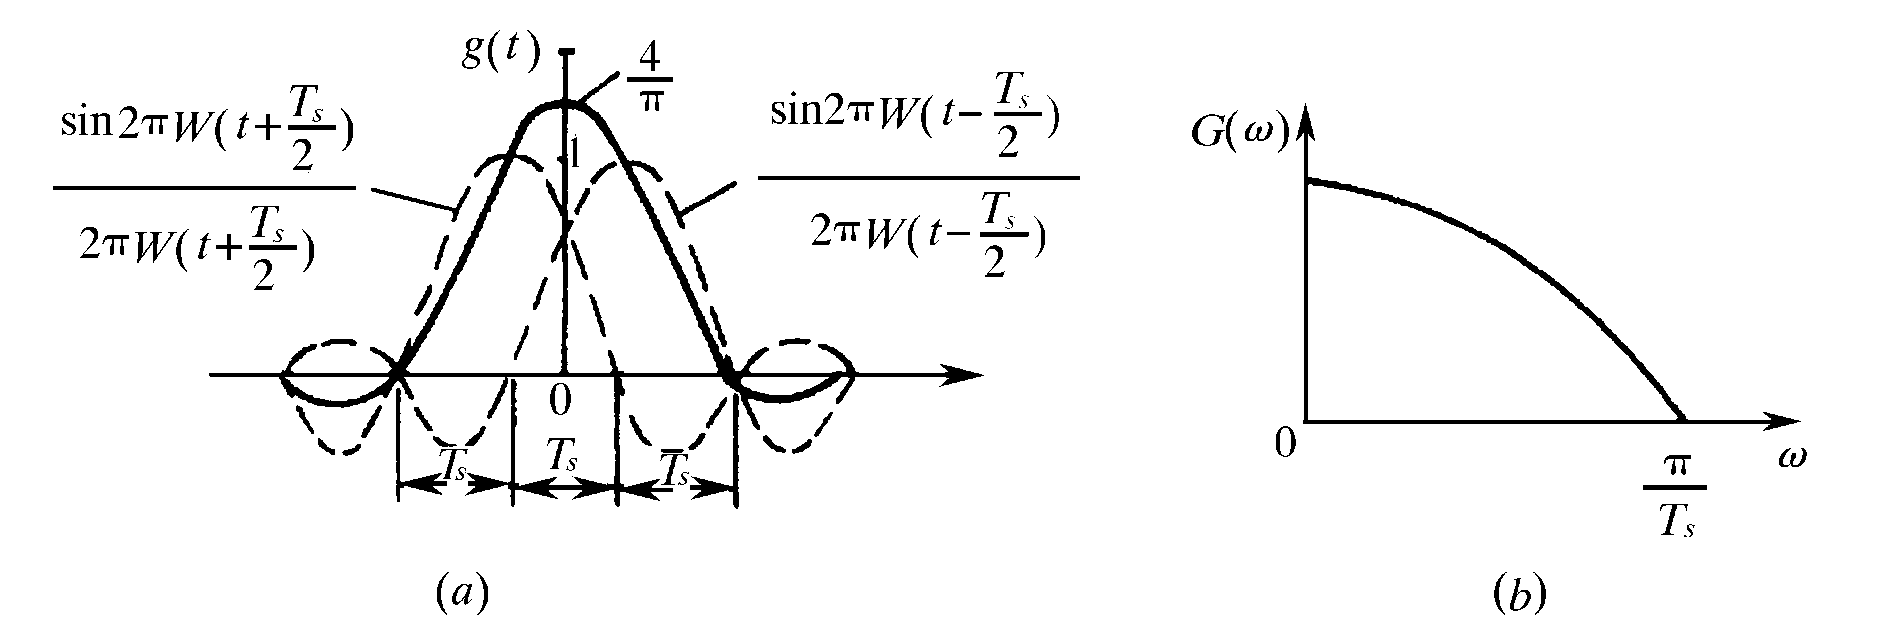 g(t)
4/π
sin2πW(t+Ts/2)
2πW(t+Ts/2)
sin2πW(t-Ts/2)
2πW(t-Ts/2)
1
0
Ts
Ts
Ts
(a)
G(ω)
0
ω
π/Ts
(b)